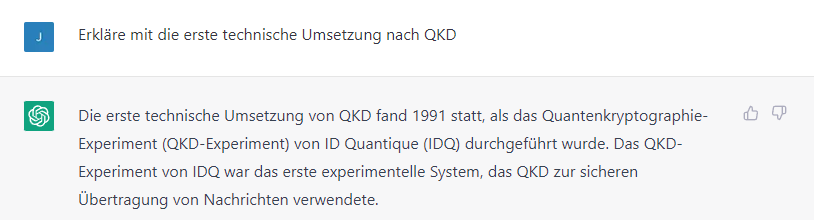 J
Erkläre mit die erste technische Umsetzung nach QKD
Die erste technische Umsetzung von QKD fand 1991 statt, als das Quantenkryptographie-
Experiment (QKD-Experiment) von ID Quantique (IDQ) durchgeführt wurde. Das QKD-
Experiment von IDQ war das erste experimentelle System, das QKD zur sicheren
Übertragung von Nachrichten verwendete.